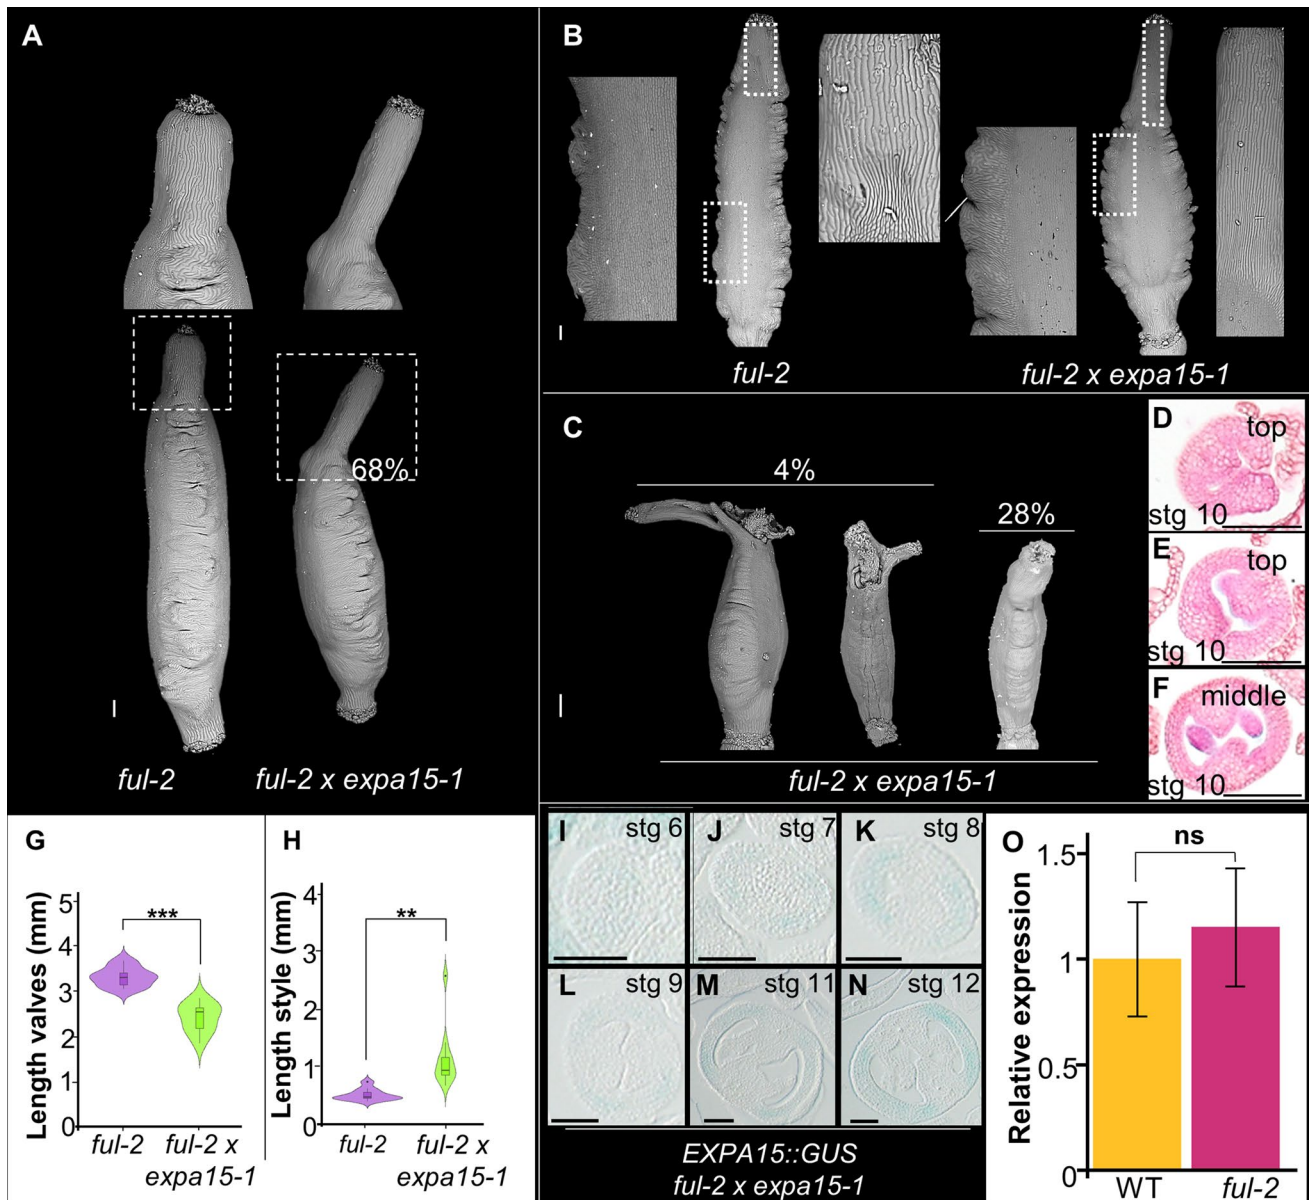 A
68%
ful-2
ful-2 x expa15-1
B
ful-2
ful-2 x expa15-1
C
4%
28%
ful-2 x expa15-1
D
top
stg 10
E
top
stg 10
F
middle
stg 10
G
Length valves (mm)
5
4
3
2
1
0
***
ful-2
ful-2 x
expa15-1
H
Length style (mm)
4
3
2
1
0
**
ful-2
ful-2 x
expa15-1
I
stg 6
J
stg 7
K
stg 8
L
stg 9
M
stg 11
N
stg 12
EXPA15::GUS
ful-2 x expa15-1
O
Relative expression
1.5
1
0.5
0
ns
WT
ful-2